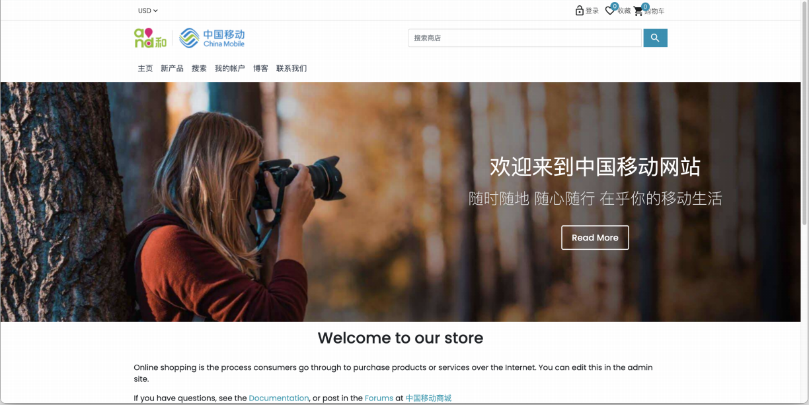 USD
登录
0
收藏
0
购物车
and和
中国移动
China Mobile
搜索商店
主页 新产品 搜索 我的帐户 博客 联系我们
欢迎来到中国移动网站
随时随地 随心随行 在乎你的移动生活
Read More
Welcome to our store
Online shopping is the process consumers go through to purchase products or services over the Internet. You can edit this in the admin
site.
If you have questions, see the Documentation, or post in the Forums at 中国移动商城